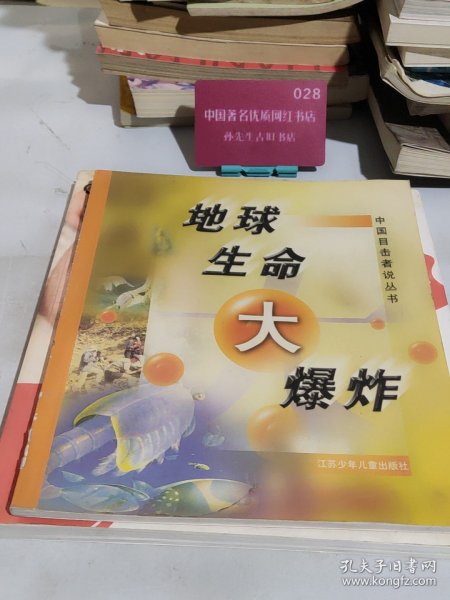 028
中国著名优质网红书店
孙先生古旧书店
地球
生命
大
爆炸
中国目击者说丛书
江苏少年儿童出版社
孔夫子旧书网
www.kongfz.com